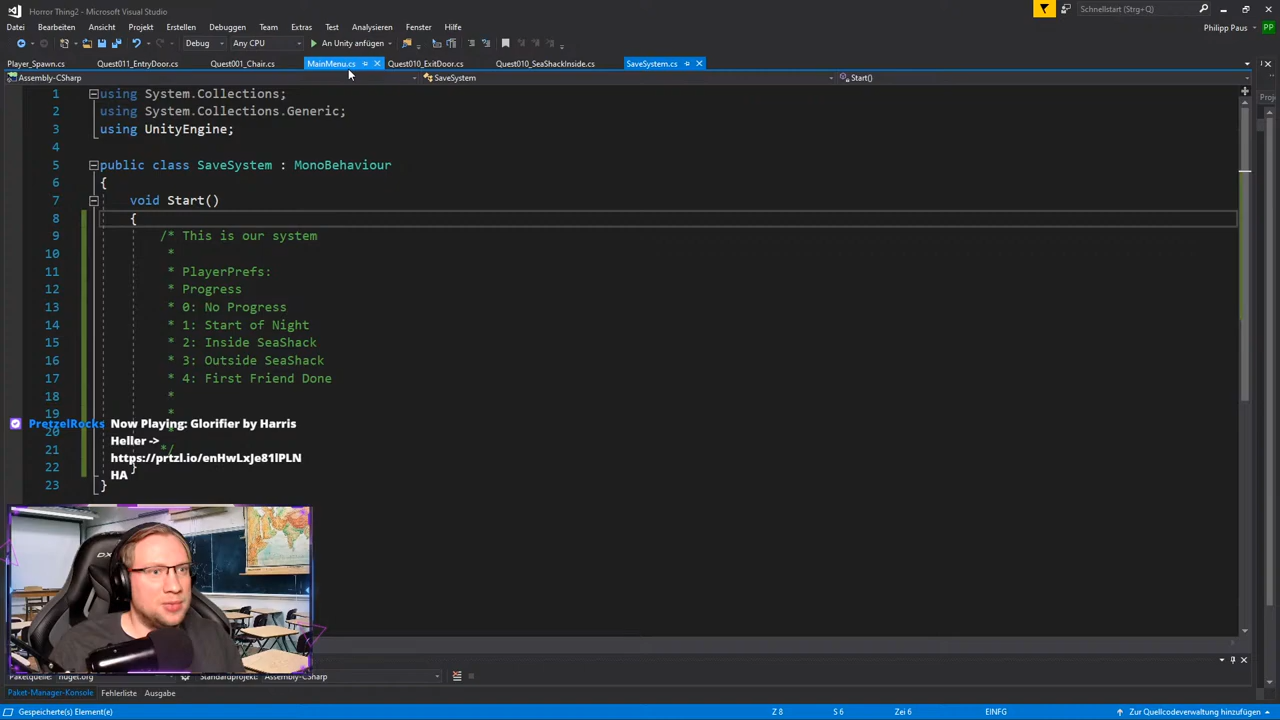 Horror Thing2 - Microsoft Visual Studio
Schnellstart (Strg+Q)
Datei Bearbeiten Ansicht Projekt Erstellen Debuggen Team Extras Test Analysieren Fenster Hilfe
Philipp Paus PP
Debug Any CPU An Unity anfügen
Player_Spawn.cs Quest011_EntryDoor.cs Quest001_Chair.cs MainMenu.cs Quest010_ExitDoor.cs Quest010_SeaShackInside.cs SaveSystem.cs
Assembly-CSharp SaveSystem Start()
Proje
1 using System.Collections;
2 using System.Collections.Generic;
3 using UnityEngine;
4
5 public class SaveSystem : MonoBehaviour
6 {
7 void Start()
8 {
9 /* This is our system
10 *
11 * PlayerPrefs:
12 * Progress
13 * 0: No Progress
14 * 1: Start of Night
15 * 2: Inside SeaShack
16 * 3: Outside SeaShack
17 * 4: First Friend Done
18 *
19 *
20
21 */
22 }
23 }
PretzelRocks Now Playing: Glorifier by Harris
Heller ->
https://prtzl.io/enHwLxJe81lPLN
HA
Paketquelle: nuget.org Standardprojekt: Assembly-CSharp
Paket-Manager-Konsole Fehlerliste Ausgabe
Gespeicherte(s) Element(e) Z 8 S 6 Zei 6 EINFG Zur Quellcodeverwaltung hinzufügen